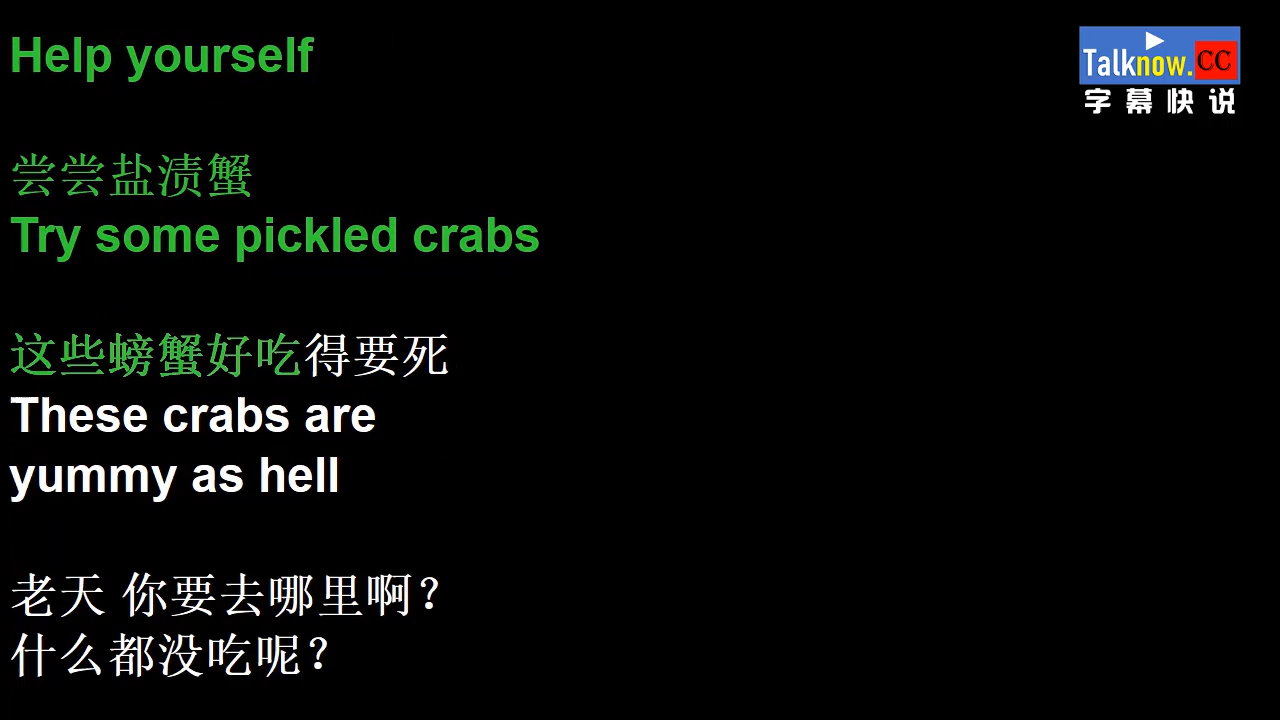 Help yourself
Talknow.CC
字幕快说
尝尝盐渍蟹
Try some pickled crabs
这些螃蟹好吃得要死
These crabs are
yummy as hell
老天 你要去哪里啊?
什么都没吃呢?